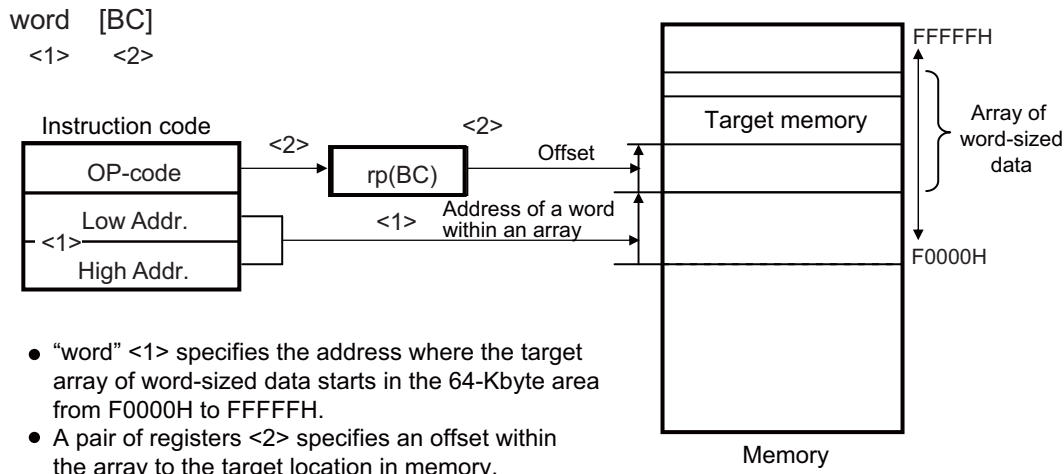 word [BC]
<1> <2>
Instruction code
OP-code
Low Addr.
<1>
High Addr.
<2>
rp(BC)
<2>
Offset
<1>
Address of a word
within an array
Target memory
FFFFFH
Array of
word-sized
data
F0000H
Memory
● “word” <1> specifies the address where the target
array of word-sized data starts in the 64-Kbyte area
from F0000H to FFFFFH.
● A pair of registers <2> specifies an offset within
the array to the target location in memory.